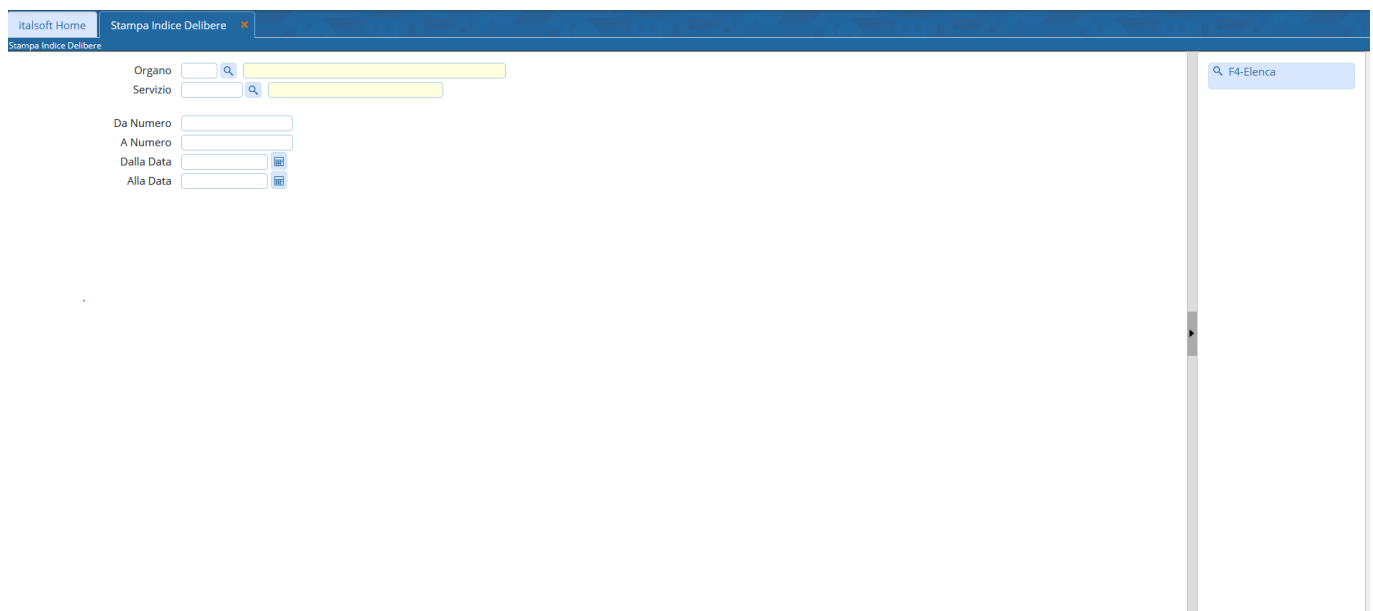 italsoft Home
Stampa Indice Delibere
Stampa Indice Delibere
Organo
F4-Elenca
Servizio
Da Numero
A Numero
Dalla Data
Alla Data